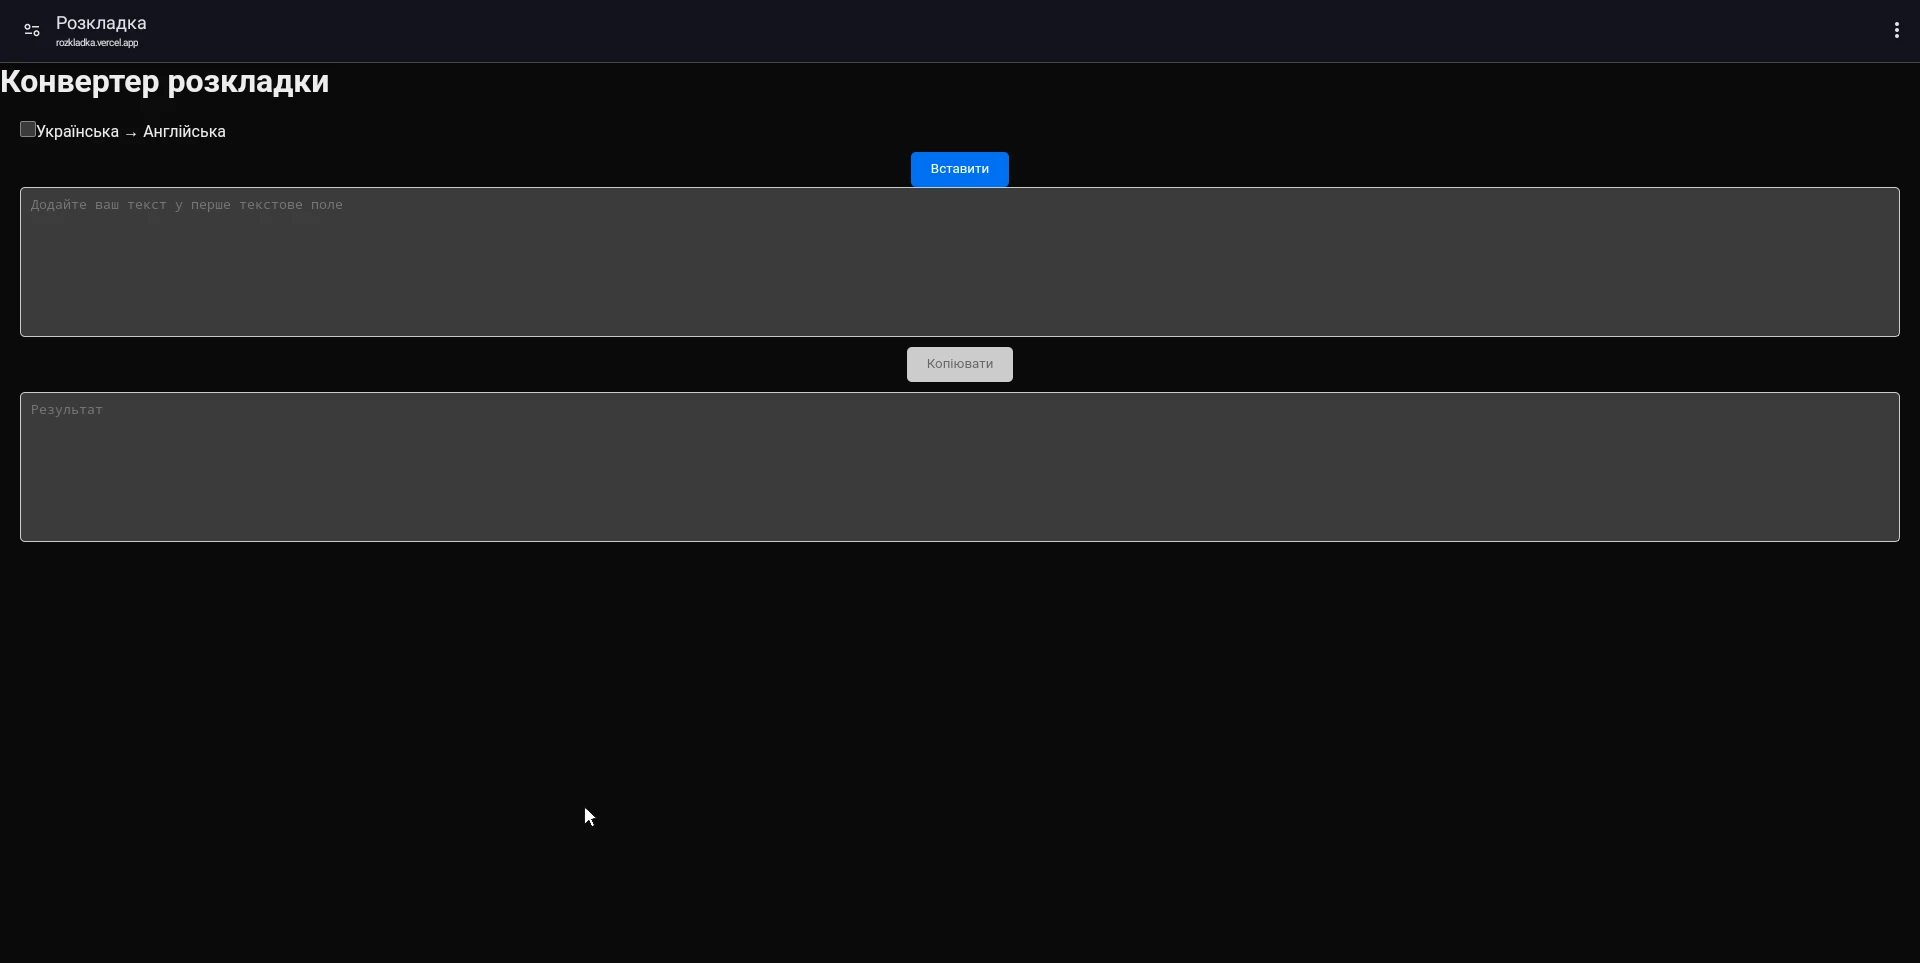 Розкладка
rozkladka.vercel.app
Конвертер розкладки
Українська → Англійська
Вставити
Додайте ваш текст у перше текстове поле
Копіювати
Результат